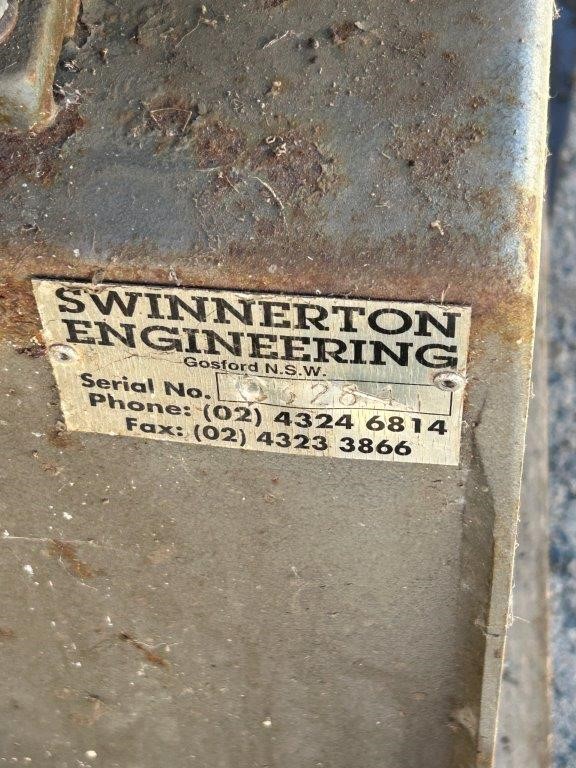 SWINNERTON
ENGINEERING
Gosford N.S.W.
Serial No.
Phone: (02) 4324 6814
Fax: (02) 4323 3866